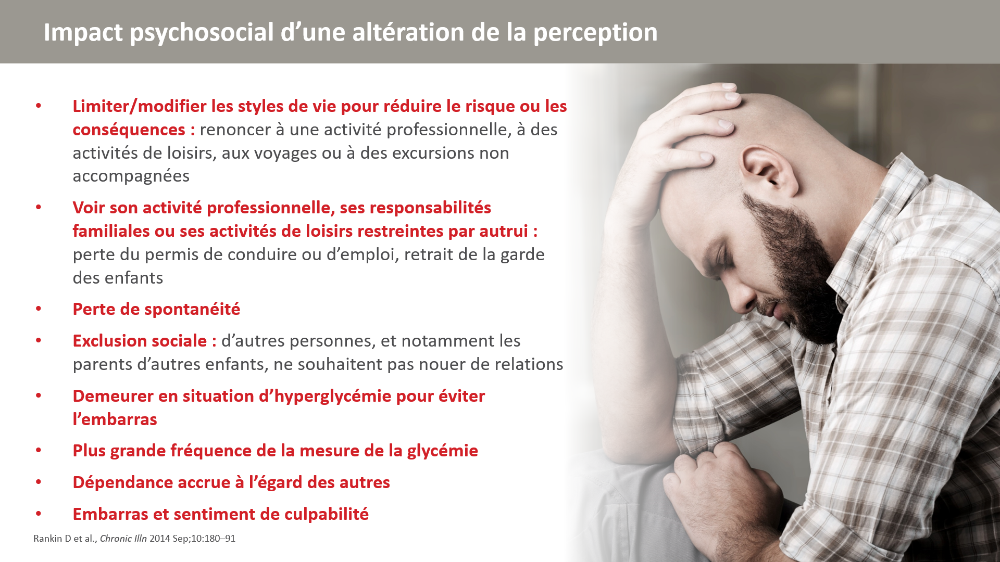 Impact psychosocial d’une altération de la perception
• Limiter/modifier les styles de vie pour réduire le risque ou les
conséquences : renoncer à une activité professionnelle, à des
activités de loisirs, aux voyages ou à des excursions non
accompagnées
• Voir son activité professionnelle, ses responsabilités
familiales ou ses activités de loisirs restreintes par autrui :
perte du permis de conduire ou d’emploi, retrait de la garde
des enfants
• Perte de spontanéité
• Exclusion sociale : d’autres personnes, et notamment les
parents d’autres enfants, ne souhaitent pas nouer de relations
• Demeurer en situation d’hyperglycémie pour éviter
l’embarras
• Plus grande fréquence de la mesure de la glycémie
• Dépendance accrue à l’égard des autres
• Embarras et sentiment de culpabilité
Rankin D et al., Chronic Illn 2014 Sep;10:180–91